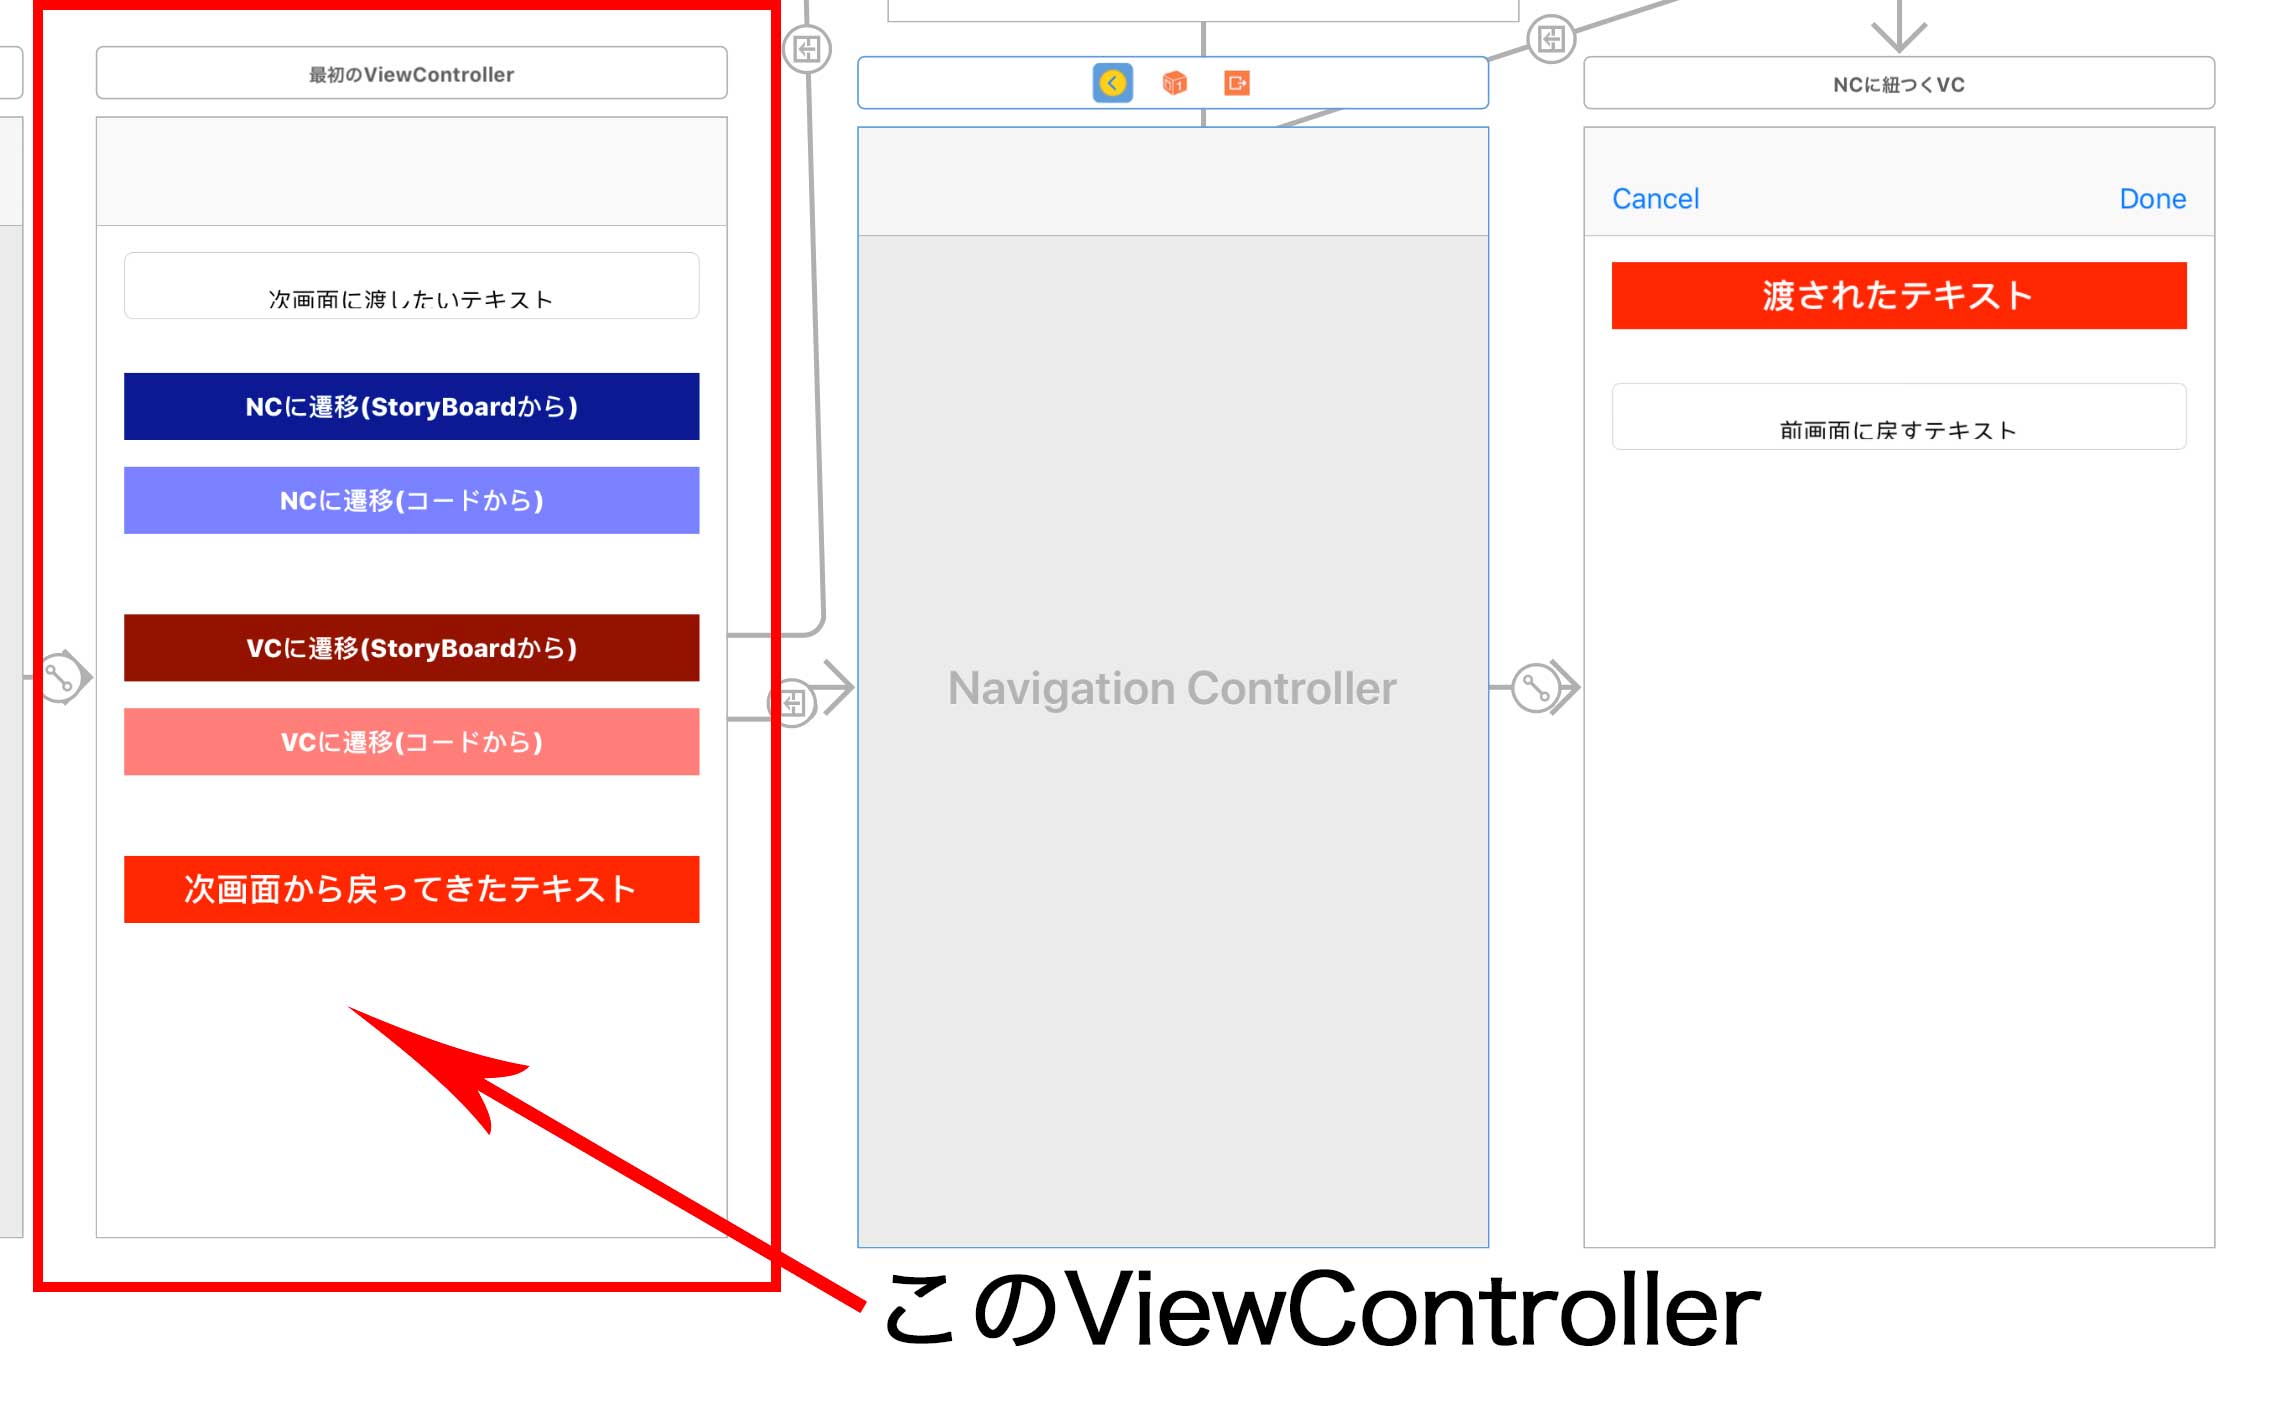 最初のViewController
次画面に渡したいテキスト
NCに遷移(StoryBoardから)
NCに遷移(コードから)
VCに遷移(StoryBoardから)
VCに遷移(コードから)
次画面から戻ってきたテキスト
Navigation Controller
NCに紐つくVC
Cancel
Done
渡されたテキスト
前画面に戻すテキスト
このViewController